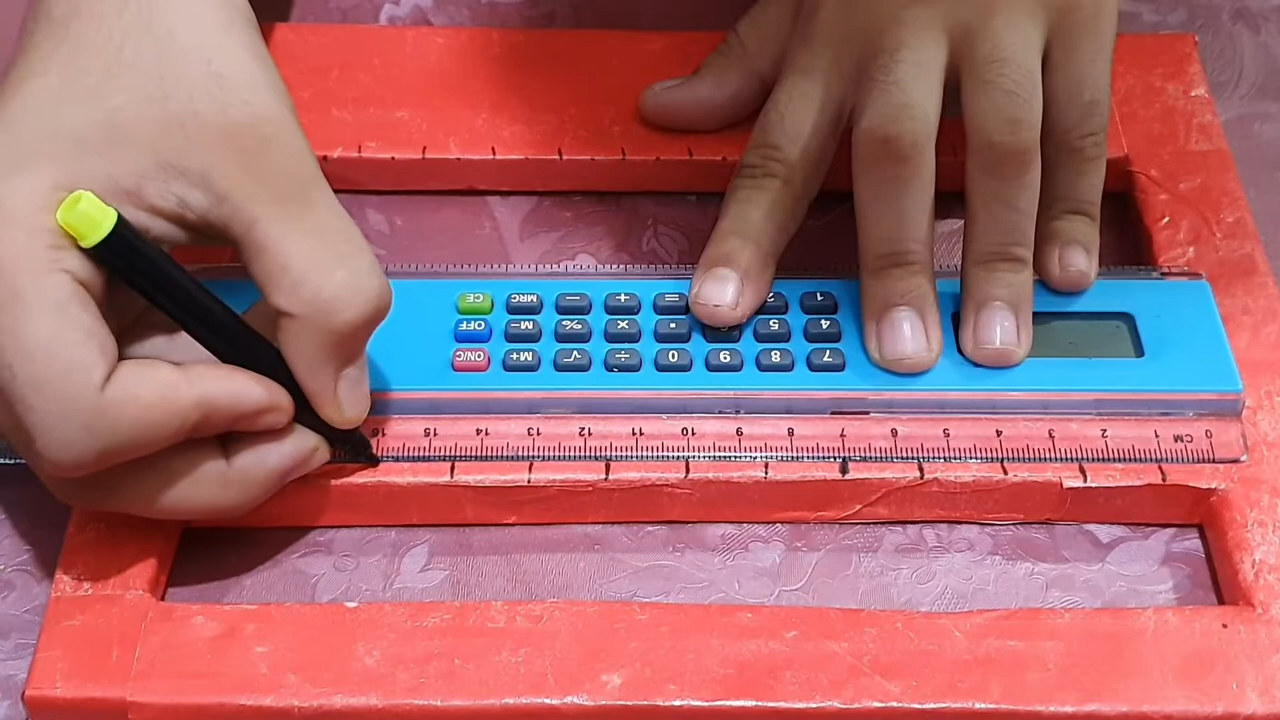 0 CM 1 2 3 4 5 6 7 8 9 10 11 12 13 14 15 16
7 8 9 0 ÷ √ M+ ON/C
4 5 . × % M− OFF
1 2 = + − MRC CE